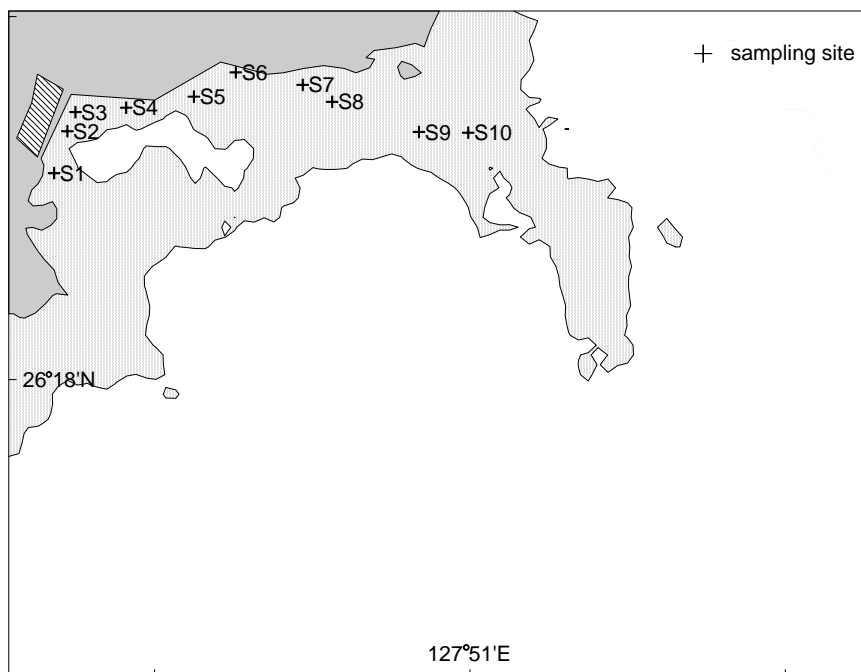 + sampling site
+S6
+S7
+S5
+S8
+S4
+S3
+S2
+S9
+S10
+S1
26°18'N
127°51'E